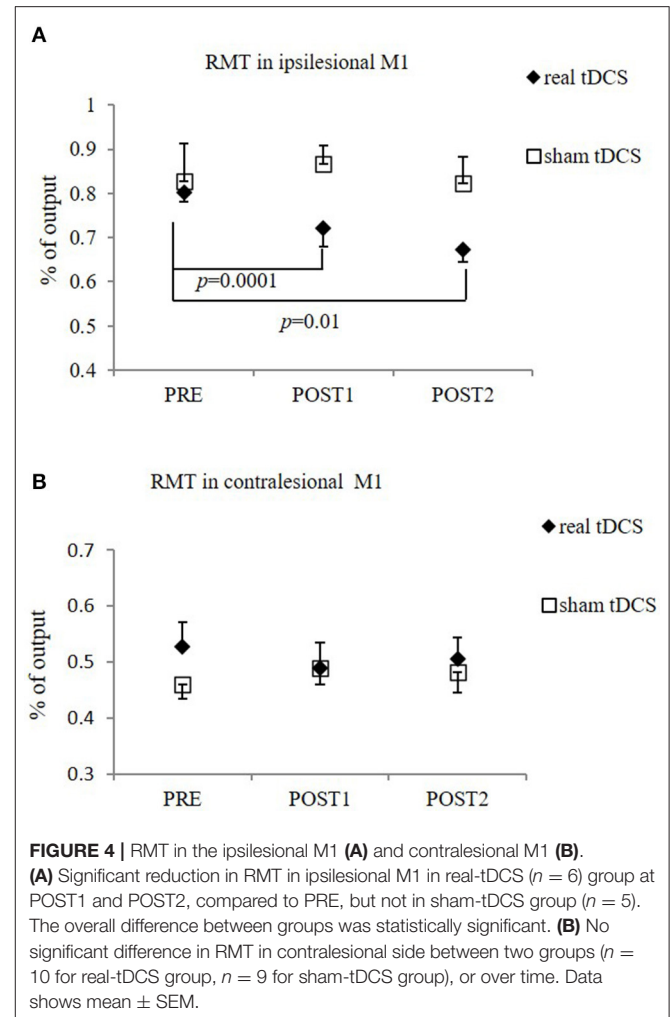 A
RMT in ipsilesional M1
◆ real tDCS
□ sham tDCS
% of output
1
0.9
0.8
0.7
0.6
0.5
0.4
p=0.0001
p=0.01
PRE POST1 POST2
B
RMT in contralesional M1
◆ real tDCS
□ sham tDCS
% of output
0.7
0.6
0.5
0.4
0.3
PRE POST1 POST2
FIGURE 4 | RMT in the ipsilesional M1 (A) and contralesional M1 (B).
(A) Significant reduction in RMT in ipsilesional M1 in real-tDCS (n = 6) group at
POST1 and POST2, compared to PRE, but not in sham-tDCS group (n = 5).
The overall difference between groups was statistically significant. (B) No
significant difference in RMT in contralesional side between two groups (n =
10 for real-tDCS group, n = 9 for sham-tDCS group), or over time. Data
shows mean ± SEM.